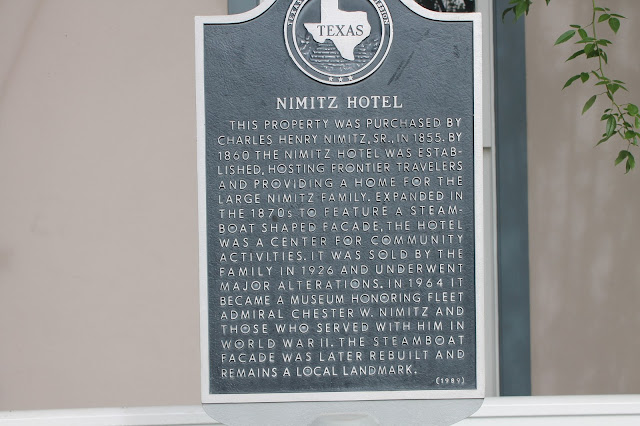 TEXAS
NIMITZ HOTEL
THIS PROPERTY WAS PURCHASED BY
CHARLES HENRY NIMITZ, SR., IN 1855. BY
1860 THE NIMITZ HOTEL WAS ESTAB-
LISHED, HOSTING FRONTIER TRAVELERS
AND PROVIDING A HOME FOR THE
LARGE NIMITZ FAMILY. EXPANDED IN
THE 1870s TO FEATURE A STEAM-
BOAT SHAPED FACADE, THE HOTEL
WAS A CENTER FOR COMMUNITY
ACTIVITIES. IT WAS SOLD BY THE
FAMILY IN 1926 AND UNDERWENT
MAJOR ALTERATIONS. IN 1964 IT
BECAME A MUSEUM HONORING FLEET
ADMIRAL CHESTER W. NIMITZ AND
THOSE WHO SERVED WITH HIM IN
WORLD WAR II. THE STEAMBOAT
FACADE WAS LATER REBUILT AND
REMAINS A LOCAL LANDMARK.
(1989)